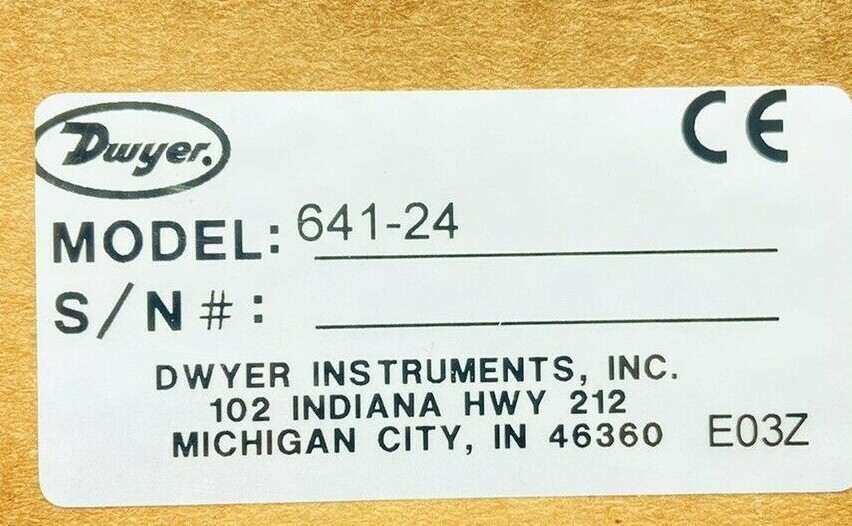 Dwyer.
CE
MODEL: 641-24
S/N#:
DWYER INSTRUMENTS, INC.
102 INDIANA HWY 212
MICHIGAN CITY, IN 46360 E03Z